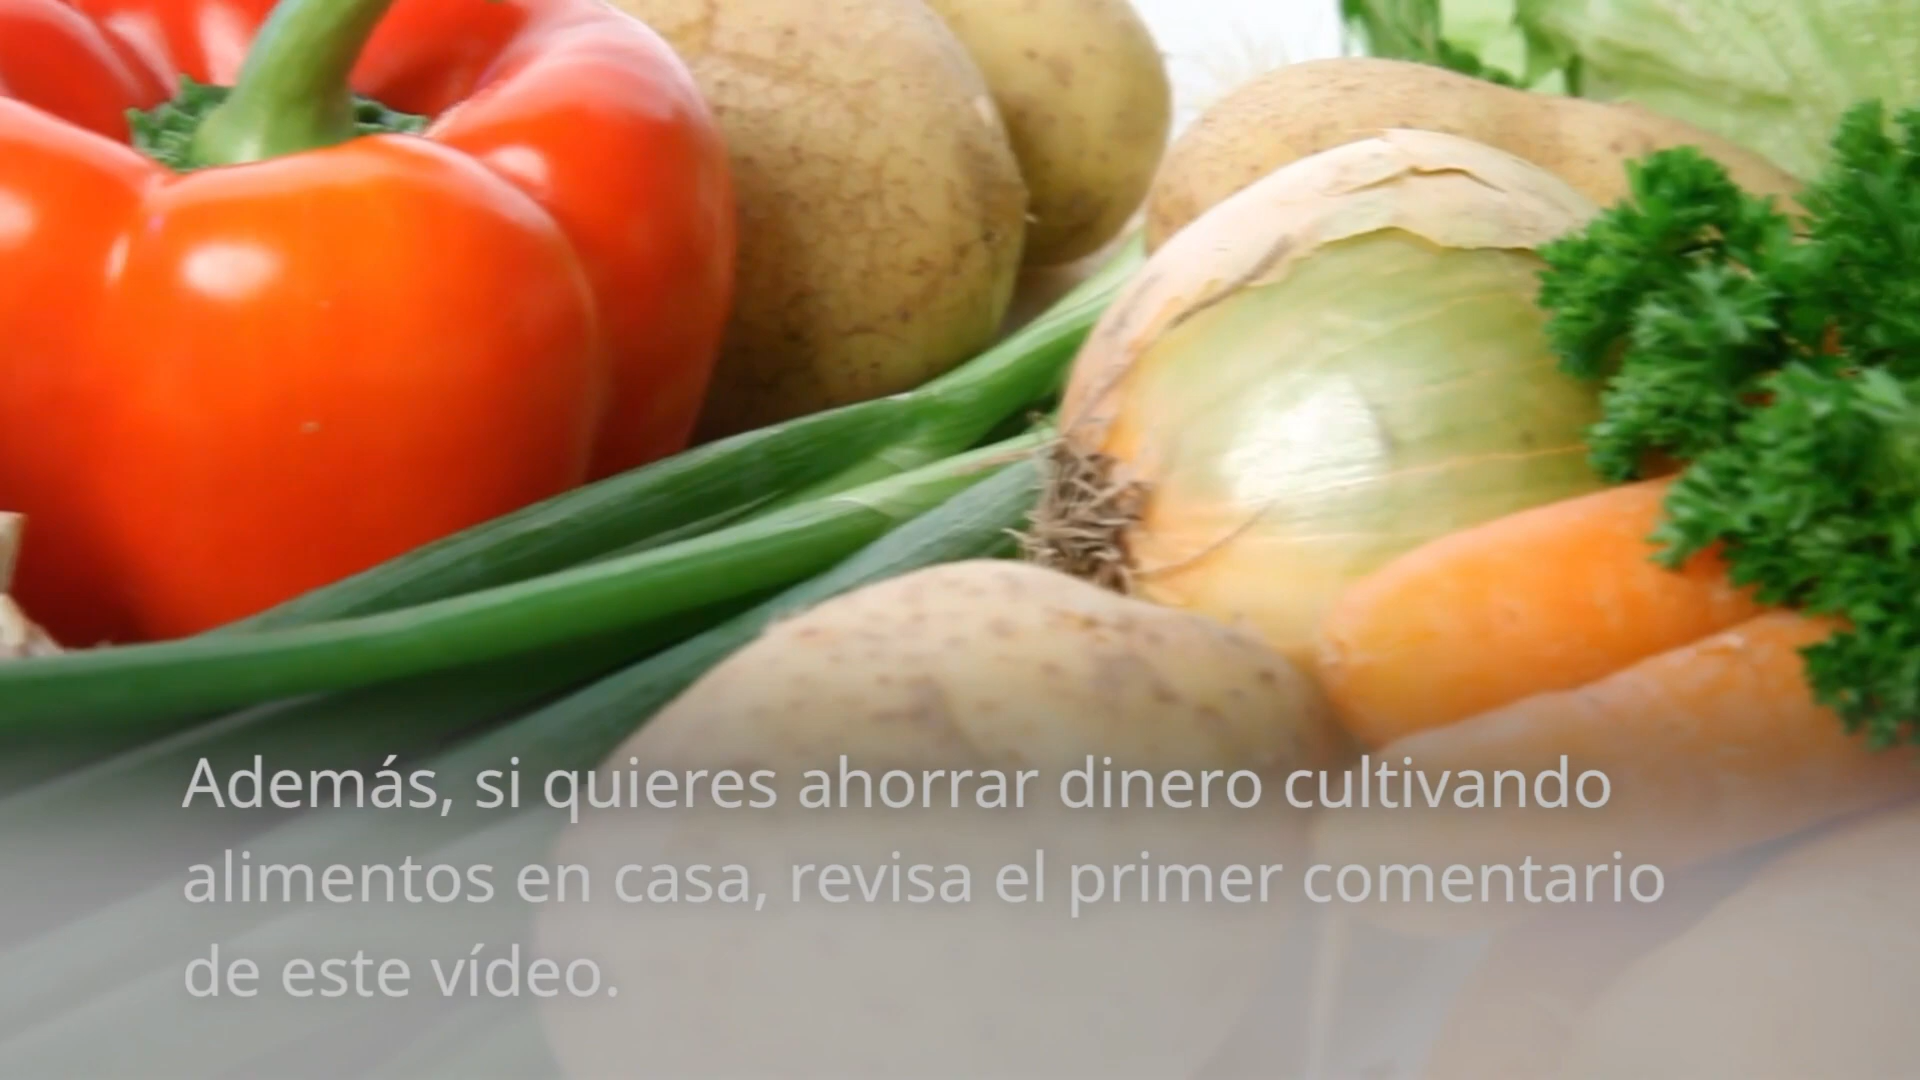 Además, si quieres ahorrar dinero cultivando
alimentos en casa, revisa el primer comentario
de este vídeo.